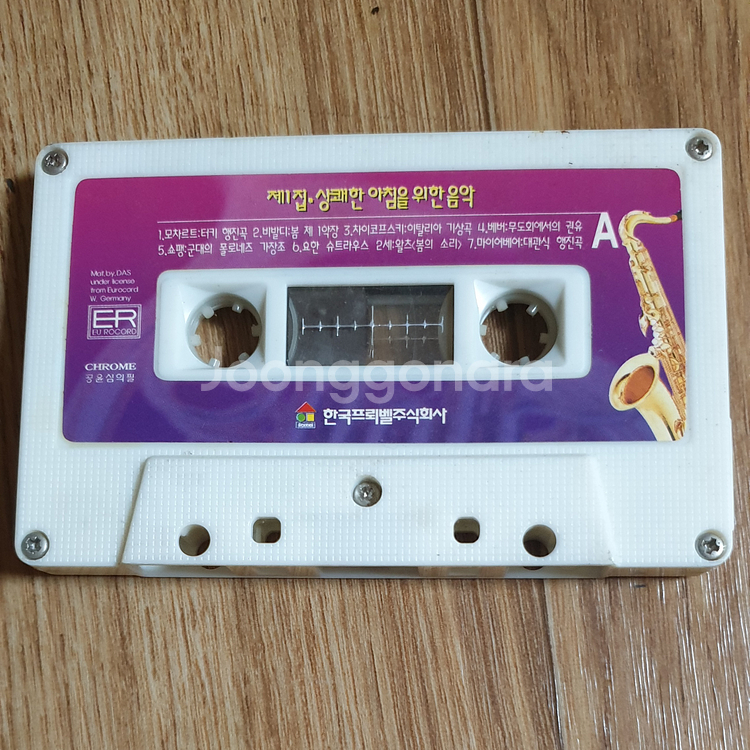 제1집·상쾌한 아침을 위한 음악
1.모차르트:터키 행진곡 2.비발디:봄 제 1악장 3.차이코프스키:이탈리아 기상곡 4.베버:무도회에서의 권유
5.쇼팽:군대의 폴로네즈 가장조 6.요한 슈트라우스 2세:왈츠<봄의 소리> 7.마이어베어:대관식 행진곡
A
Mat.by.DAS
under license
from Eurocord
W. Germany
ER
EUROCORD
CHROME
공윤심의필
Joonggonara
한국프뢰벨주식회사